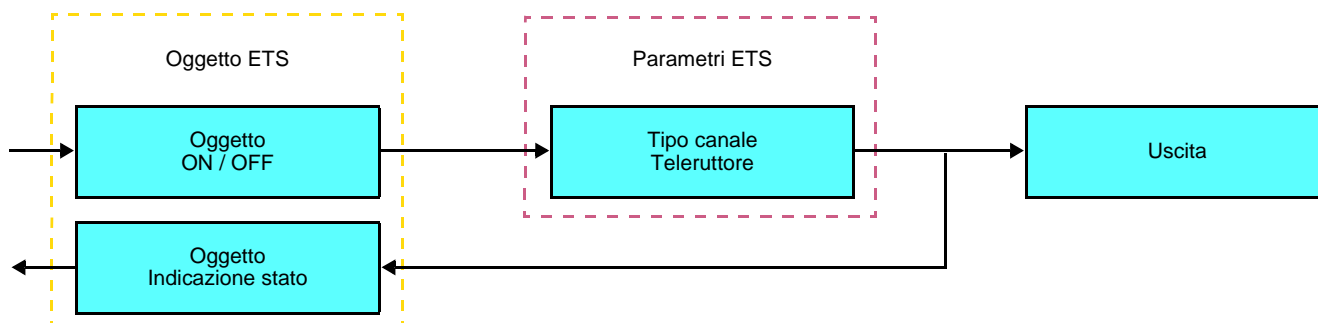 Oggetto ETS
Parametri ETS
Oggetto
ON / OFF
Tipo canale
Teleruttore
Uscita
Oggetto
Indicazione stato